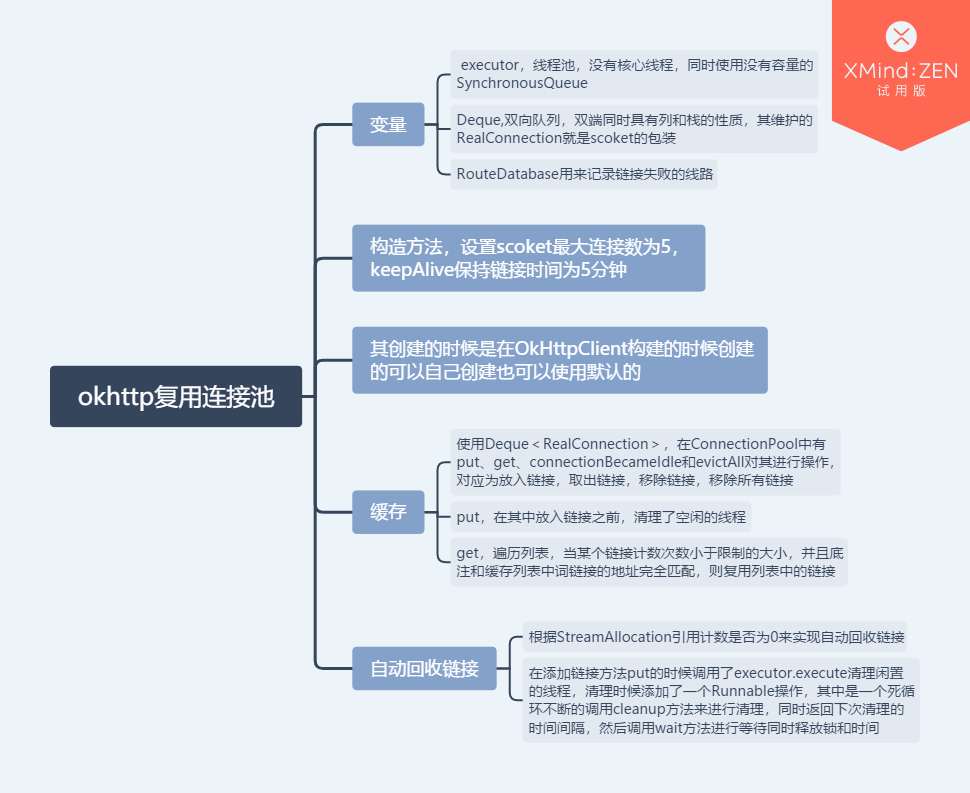 XMind:ZEN
试用版
okhttp复用连接池
变量
executor，线程池，没有核心线程，同时使用没有容量的
SynchronousQueue
Deque,双向队列，双端同时具有列和栈的性质，其维护的
RealConnection就是scoket的包装
RouteDatabase用来记录链接失败的线路
构造方法，设置scoket最大连接数为5，
keepAlive保持链接时间为5分钟
其创建的时候是在OkHttpClient构建的时候创建
的可以自己创建也可以使用默认的
缓存
使用Deque＜RealConnection＞，在ConnectionPool中有
put、get、connectionBecameIdle和evictAll对其进行操作，
对应为放入链接，取出链接，移除链接，移除所有链接
put，在其中放入链接之前，清理了空闲的线程
get，遍历列表，当某个链接计数次数小于限制的大小，并且底
注和缓存列表中词链接的地址完全匹配，则复用列表中的链接
自动回收链接
根据StreamAllocation引用计数是否为0来实现自动回收链接
在添加链接方法put的时候调用了executor.execute清理闲置
的线程，清理时候添加了一个Runnable操作，其中是一个死循
环不断的调用cleanup方法来进行清理，同时返回下次清理的
时间间隔，然后调用wait方法进行等待同时释放锁和时间